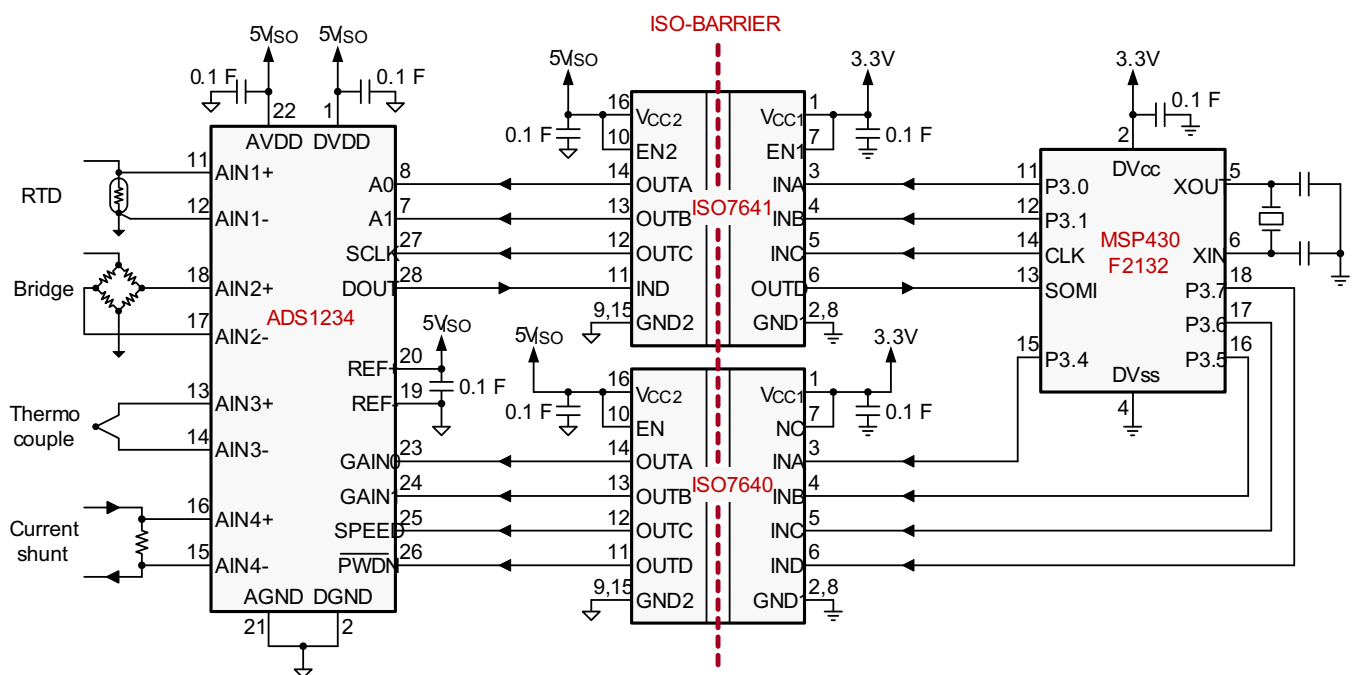 ISO-BARRIER
5VISO
5VISO
0.1 F
0.1 F
22
1
AVDD DVDD
RTD
11
AIN1+
12
AIN1-
Bridge
18
AIN2+
17
AIN2-
Thermo
couple
13
AIN3+
14
AIN3-
Current
shunt
16
AIN4+
15
AIN4-
ADS1234
A0
8
A1
7
SCLK
27
DOUT
28
5VISO
REF+
20
0.1 F
REF-
19
GAIN0
23
GAIN1
24
SPEED
25
PWDN
26
AGND DGND
21
2
5VISO
0.1 F
16
VCC2
10
EN2
14
OUTA
13
OUTB
12
OUTC
11
IND
9,15
GND2
ISO7641
3.3V
0.1 F
1
VCC1
7
EN1
3
INA
4
INB
5
INC
6
OUTD
2,8
GND1
5VISO
0.1 F
16
VCC2
10
EN
14
OUTA
13
OUTB
12
OUTC
11
OUTD
9,15
GND2
ISO7640
3.3V
0.1 F
1
VCC1
7
NC
3
INA
4
INB
5
INC
6
IND
2,8
GND1
3.3V
0.1 F
2
DVcc
11
P3.0
12
P3.1
14
CLK
13
SOMI
15
P3.4
MSP430
F2132
XOUT
5
XIN
6
P3.7
18
P3.6
17
P3.5
16
DVss
4